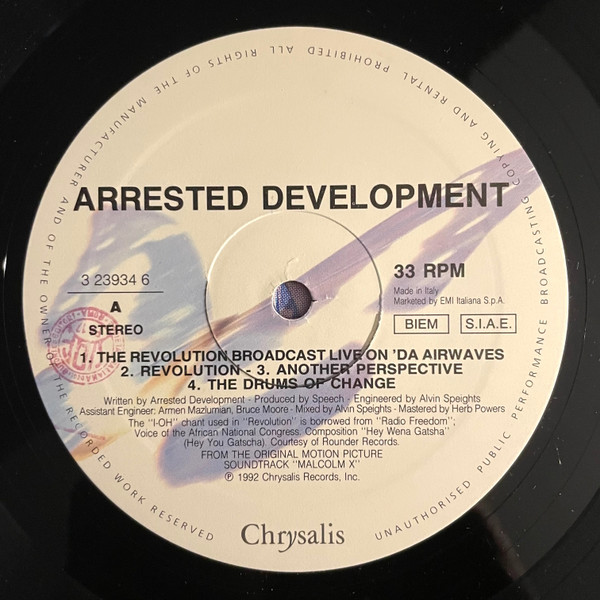 ALL RIGHTS OF THE MANUFACTURER AND OF THE OWNER OF THE RECORDED WORK RESERVED
UNAUTHORISED PUBLIC PERFORMANCE BROADCASTING COPYING AND RENTAL PROHIBITED
ARRESTED DEVELOPMENT
3 23934 6
A
STEREO
33 RPM
Made in Italy
Marketed by EMI Italiana S.p.A.
BIEM
S.I.A.E.
1. THE REVOLUTION BROADCAST LIVE ON 'DA AIRWAVES
2. REVOLUTION - 3. ANOTHER PERSPECTIVE
4. THE DRUMS OF CHANGE
Written by Arrested Development - Produced by Speech - Engineered by Alvin Speights
Assistant Engineer: Armen Mazlumian, Bruce Moore - Mixed by Alvin Speights - Mastered by Herb Powers
The "I-OH" chant used in "Revolution" is borrowed from "Radio Freedom";
Voice of the African National Congress. Composition "Hey Wena Gatsha"
(Hey You Gatscha). Courtesy of Rounder Records.
FROM THE ORIGINAL MOTION PICTURE
SOUNDTRACK "MALCOLM X"
℗ 1992 Chrysalis Records, Inc.
Chrysalis